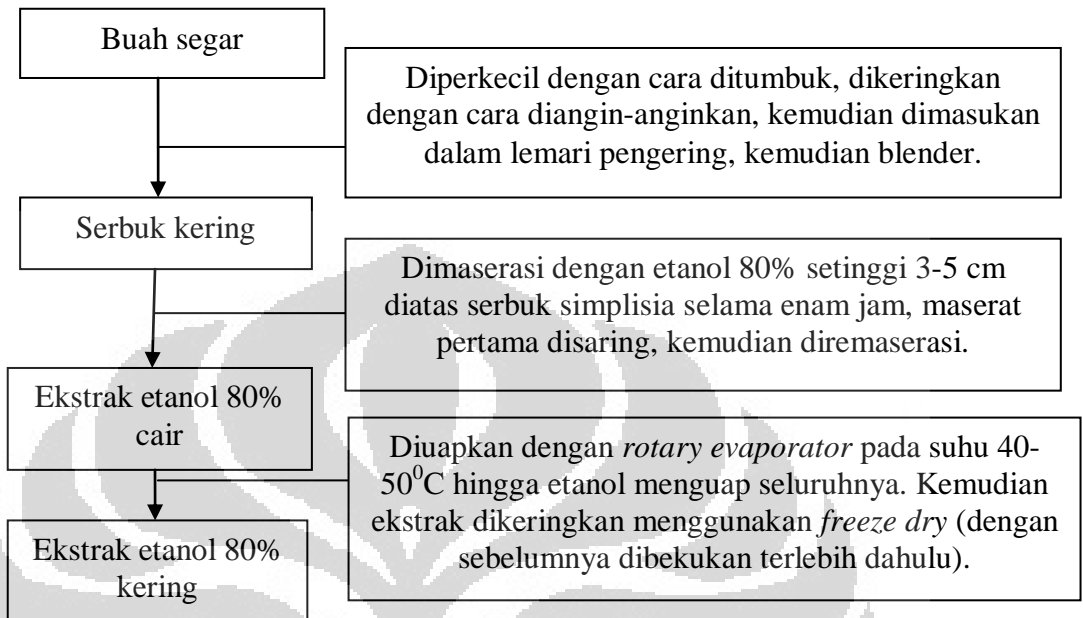 Buah segar
Diperkecil dengan cara ditumbuk, dikeringkan
dengan cara diangin-anginkan, kemudian dimasukan
dalam lemari pengering, kemudian blender.
Serbuk kering
Dimaserasi dengan etanol 80% setinggi 3-5 cm
diatas serbuk simplisia selama enam jam, maserat
pertama disaring, kemudian diremaserasi.
Ekstrak etanol 80%
cair
Diuapkan dengan rotary evaporator pada suhu 40-
50⁰C hingga etanol menguap seluruhnya. Kemudian
ekstrak dikeringkan menggunakan freeze dry (dengan
sebelumnya dibekukan terlebih dahulu).
Ekstrak etanol 80%
kering